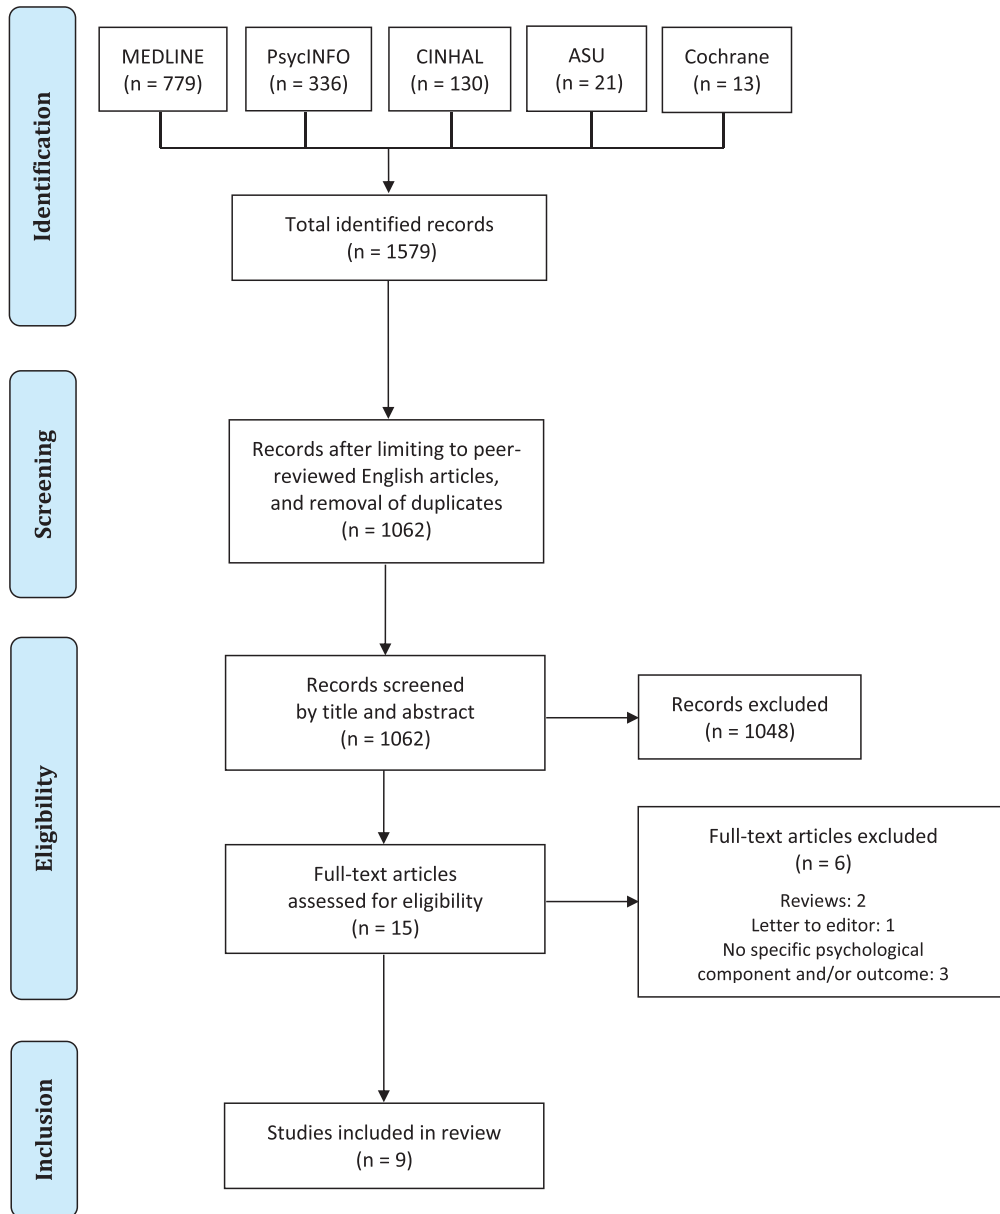 Identification
MEDLINE
(n = 779)
PsycINFO
(n = 336)
CINHAL
(n = 130)
ASU
(n = 21)
Cochrane
(n = 13)
Total identified records
(n = 1579)
Screening
Records after limiting to peer-
reviewed English articles,
and removal of duplicates
(n = 1062)
Eligibility
Records screened
by title and abstract
(n = 1062)
Records excluded
(n = 1048)
Full-text articles
assessed for eligibility
(n = 15)
Full-text articles excluded
(n = 6)
Reviews: 2
Letter to editor: 1
No specific psychological
component and/or outcome: 3
Inclusion
Studies included in review
(n = 9)